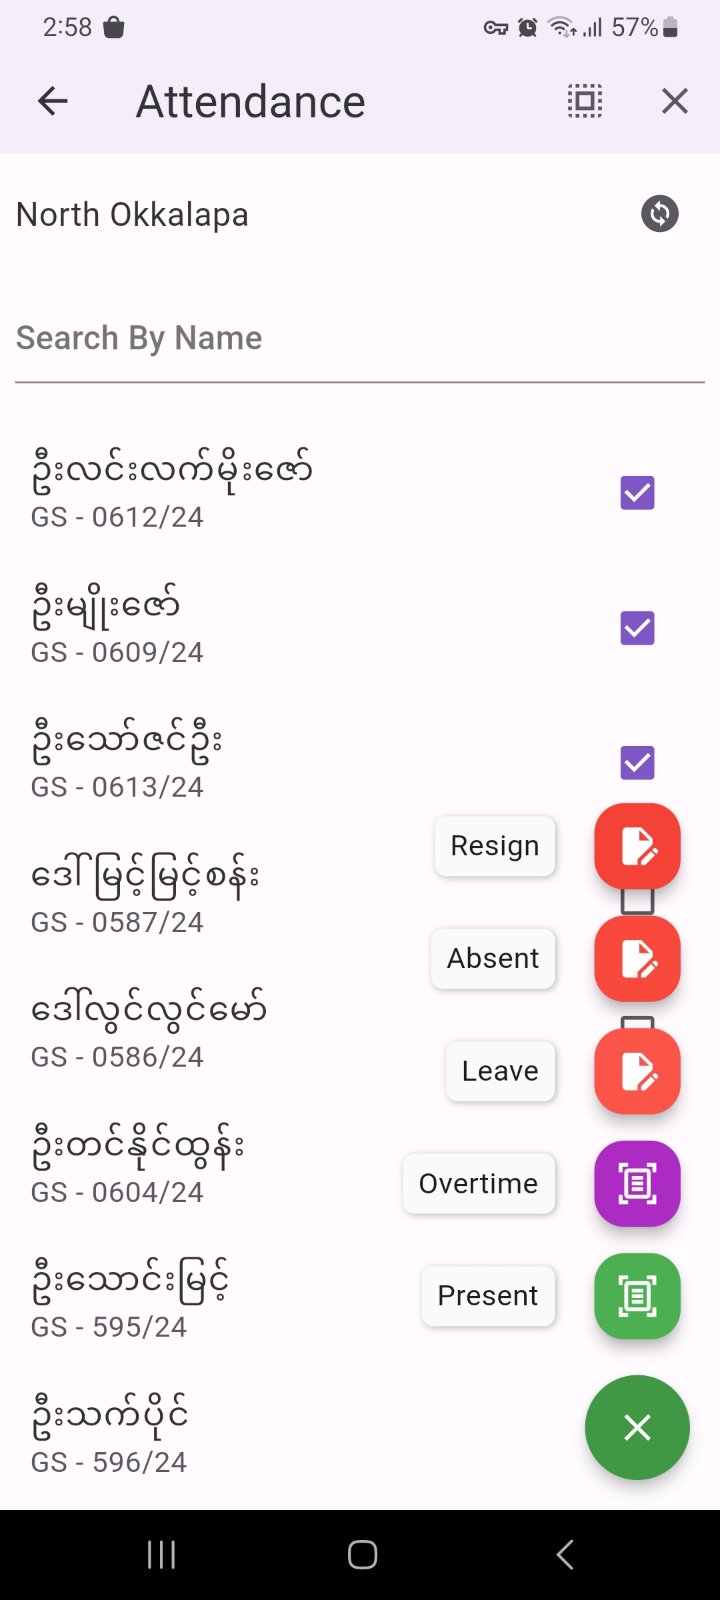 2:58
57%
Attendance
North Okkalapa
Search By Name
ဦးလင်းလက်မိုးဇော်
GS - 0612/24
ဦးမျိုးဇော်
GS - 0609/24
ဦးသော်ဇင်ဦး
GS - 0613/24
Resign
ဒေါ်မြင့်မြင့်စန်း
GS - 0587/24
Absent
ဒေါ်လွင်လွင်မော်
GS - 0586/24
Leave
ဦးတင်နိုင်ထွန်း
GS - 0604/24
Overtime
ဦးသောင်းမြင့်
GS - 595/24
Present
ဦးသက်ပိုင်
GS - 596/24